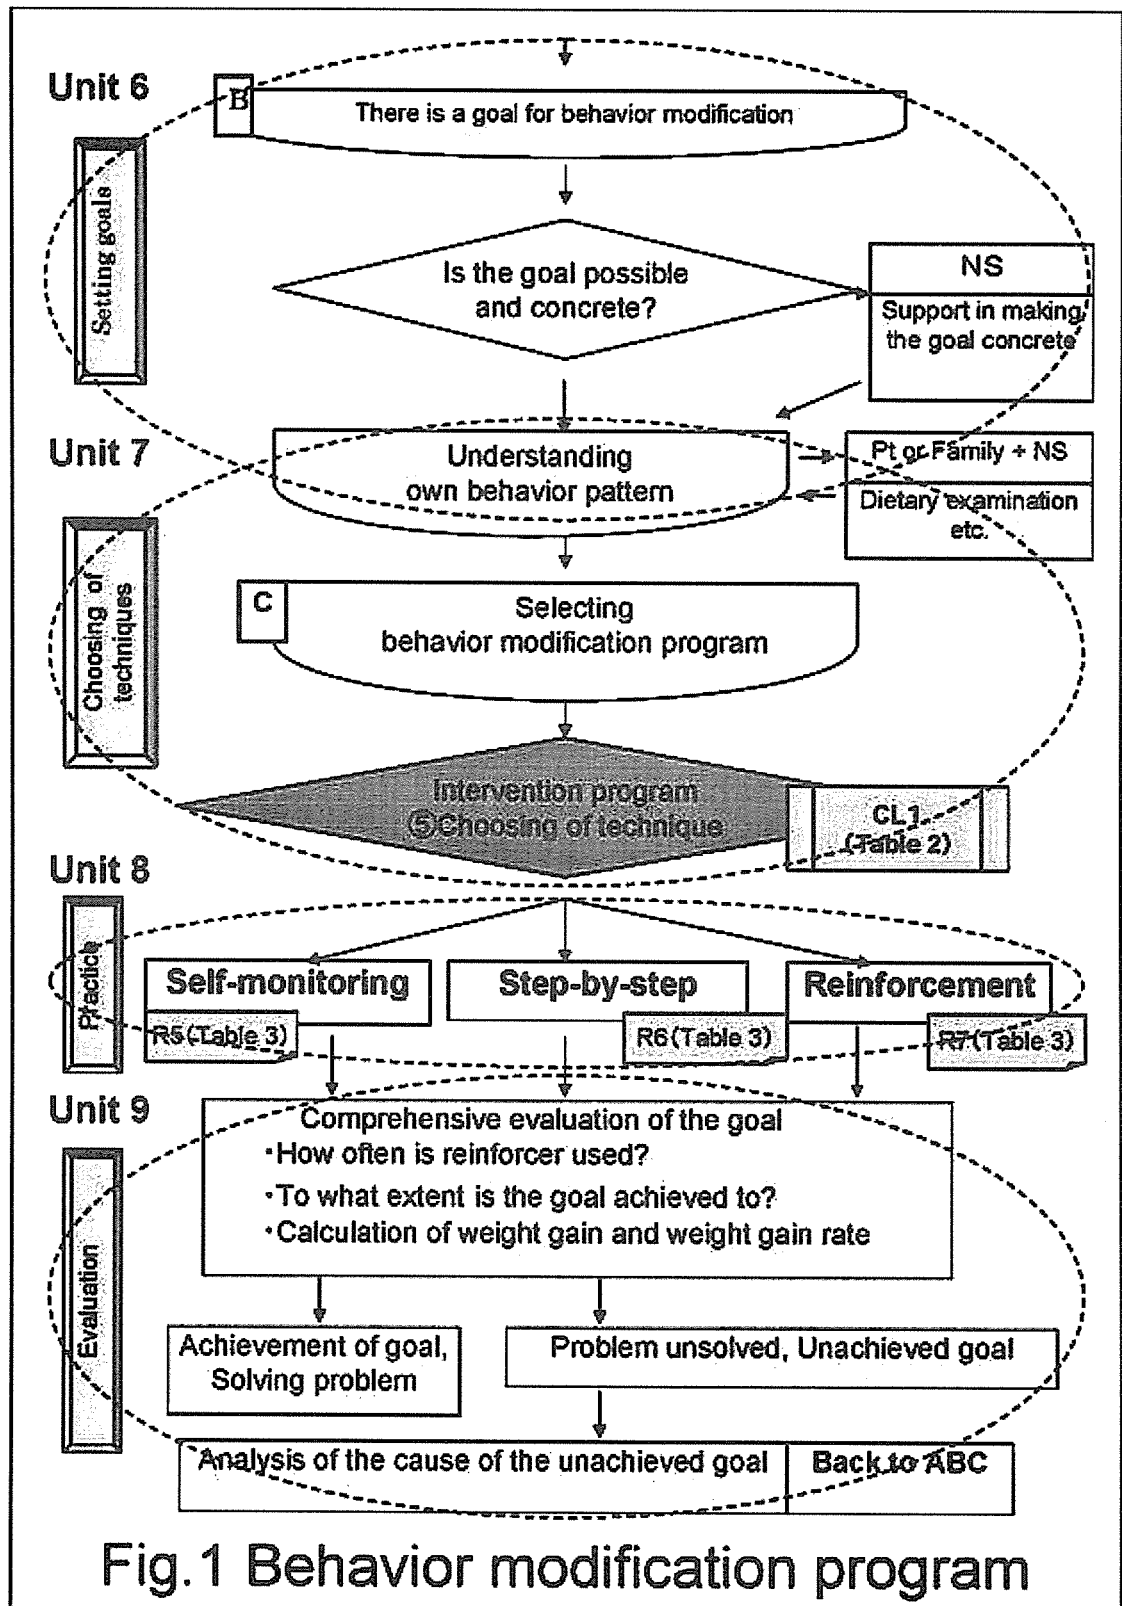 Unit 6
Setting goals
B
There is a goal for behavior modification
Is the goal possible
and concrete?
NS
Support in making
the goal concrete
Unit 7
Choosing of
techniques
Understanding
own behavior pattern
Pt or Family + NS
Dietary examination
etc.
C
Selecting
behavior modification program
Intervention program
⑤Choosing of technique
CL1
(Table 2)
Unit 8
Practice
Self-monitoring
R5(Table 3)
Step-by-step
R6(Table 3)
Reinforcement
R7(Table 3)
Unit 9
Evaluation
Comprehensive evaluation of the goal
・How often is reinforcer used?
・To what extent is the goal achieved to?
・Calculation of weight gain and weight gain rate
Achievement of goal,
Solving problem
Problem unsolved, Unachieved goal
Analysis of the cause of the unachieved goal
Back to ABC
Fig.1 Behavior modification program